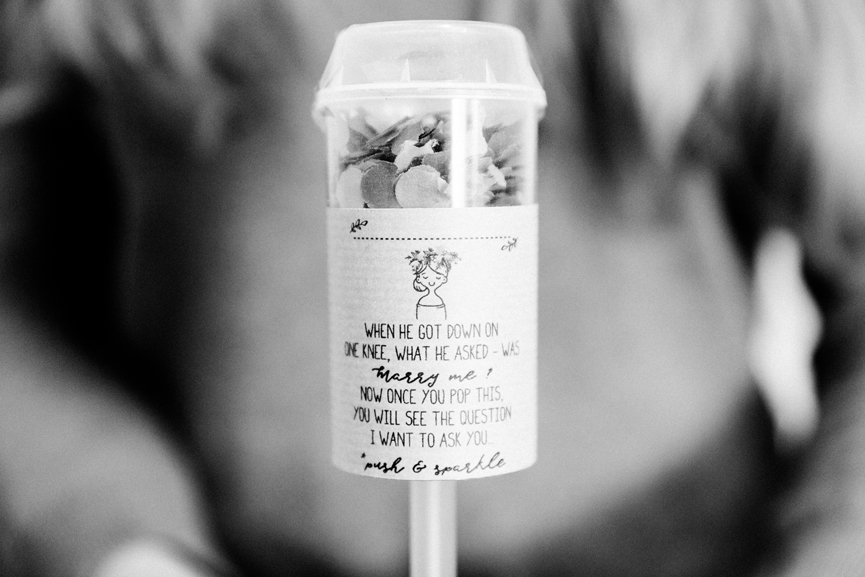 WHEN HE GOT DOWN ON
ONE KNEE, WHAT HE ASKED - WAS
marry me?
NOW ONCE YOU POP THIS,
YOU WILL SEE THE QUESTION
I WANT TO ASK YOU...
*push & sparkle